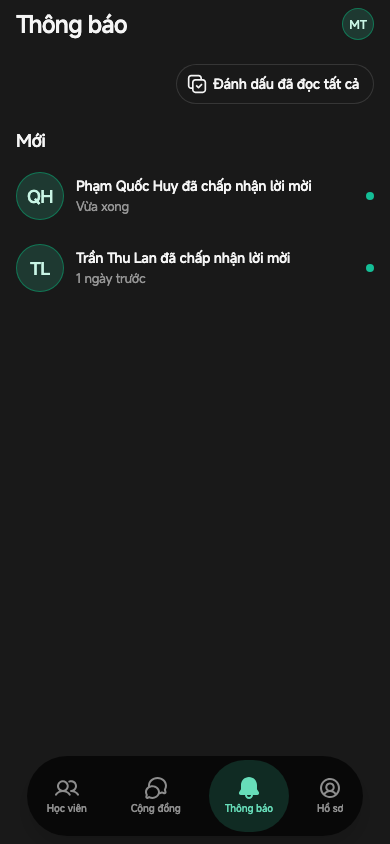 Thông báo
MT
Đánh dấu đã đọc tất cả
Mới
QH
Phạm Quốc Huy đã chấp nhận lời mời
Vừa xong
TL
Trần Thu Lan đã chấp nhận lời mời
1 ngày trước
Học viên
Cộng đồng
Thông báo
Hồ sơ